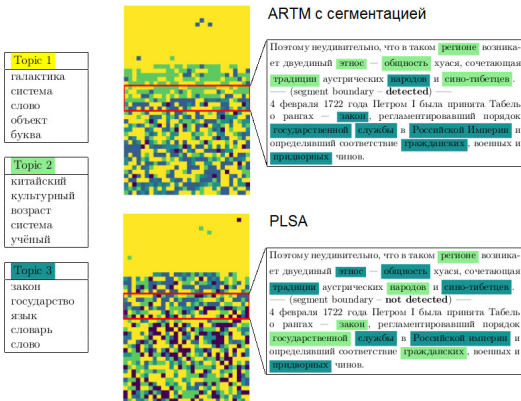 ARTM с сегментацией
Topic 1
галактика
система
слово
объект
буква
Topic 2
китайский
культурный
возраст
система
учёный
Topic 3
закон
государство
язык
словарь
слово
Поэтому неудивительно, что в таком регионе возника-
ет двуединый этнос — общность хуася, сочетающая
традиции аустрических народов и сино-тибетцев.
—— (segment boundary – detected) ——
4 февраля 1722 года Петром I была принята Табель
о рангах — закон, регламентировавший порядок
государственной службы в Российской Империи и
определявший соответствие гражданских, военных и
придворных чинов.
PLSA
Поэтому неудивительно, что в таком регионе возника-
ет двуединый этнос — общность хуася, сочетающая
традиции аустрических народов и сино-тибетцев.
—— (segment boundary – not detected) ——
4 февраля 1722 года Петром I была принята Табель
о рангах — закон, регламентировавший порядок
государственной службы в Российской империи и
определявший соответствие гражданских, военных и
придворных чинов.